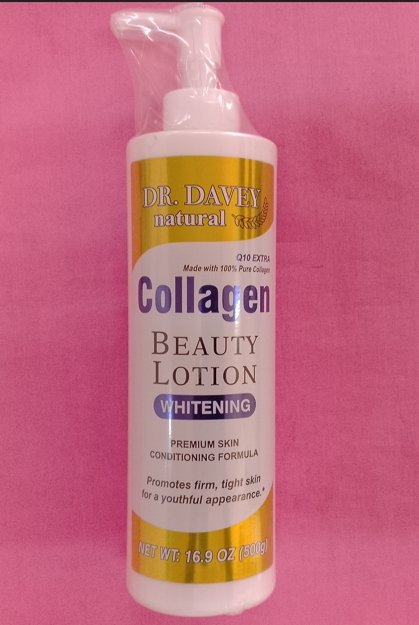 DR. DAVEY
natural
Q10 EXTRA
Made with 100% Pure Collagen
Collagen
BEAUTY
LOTION
WHITENING
PREMIUM SKIN
CONDITIONING FORMULA
Promotes firm, tight skin
for a youthful appearance.*
NET WT: 16.9 OZ (500g)